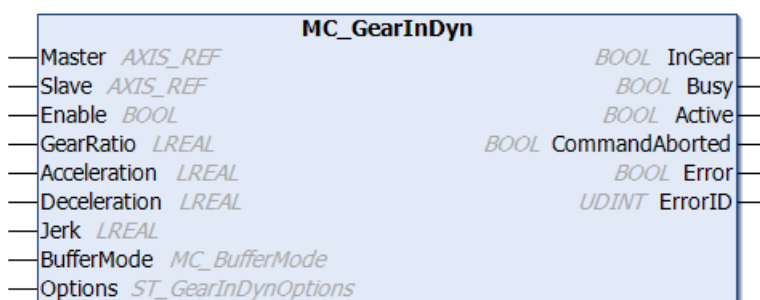 MC_GearInDyn
Master AXIS_REF BOOL InGear
Slave AXIS_REF BOOL Busy
Enable BOOL BOOL Active
GearRatio LREAL BOOL CommandAborted
Acceleration LREAL BOOL Error
Deceleration LREAL UDINT ErrorID
Jerk LREAL
BufferMode MC_BufferMode
Options ST_GearInDynOptions